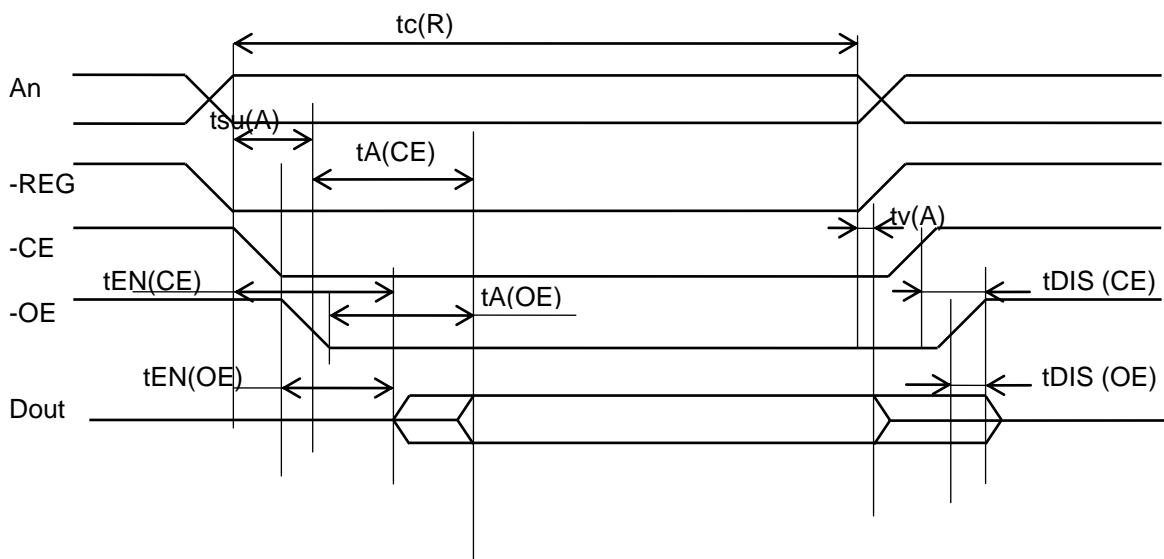 tc(R)
An
tsu(A)
tA(CE)
-REG
tv(A)
-CE
tEN(CE)
tDIS (CE)
tA(OE)
-OE
tEN(OE)
tDIS (OE)
Dout